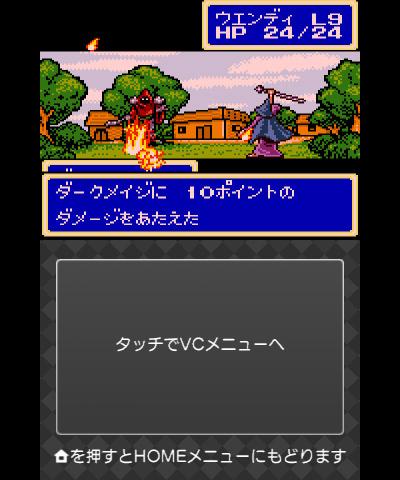 ウエンディ L9
HP 24/24
ダークメイジに 10ポイントの
ダメージをあたえた
タッチでVCメニューへ
を押すとHOMEメニューにもどります